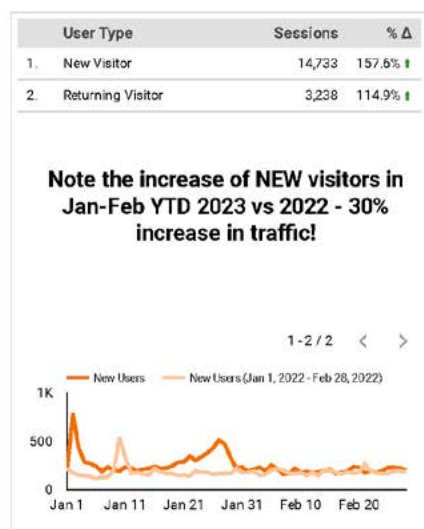 User Type Sessions % Δ
1. New Visitor 14,733 157.6% ⬆
2. Returning Visitor 3,238 114.9% ⬆
Note the increase of NEW visitors in
Jan-Feb YTD 2023 vs 2022 - 30%
increase in traffic!
1 - 2 / 2 < >
New Users New Users (Jan 1, 2022 - Feb 28, 2022)
1K
500
0
Jan 1 Jan 11 Jan 21 Jan 31 Feb 10 Feb 20